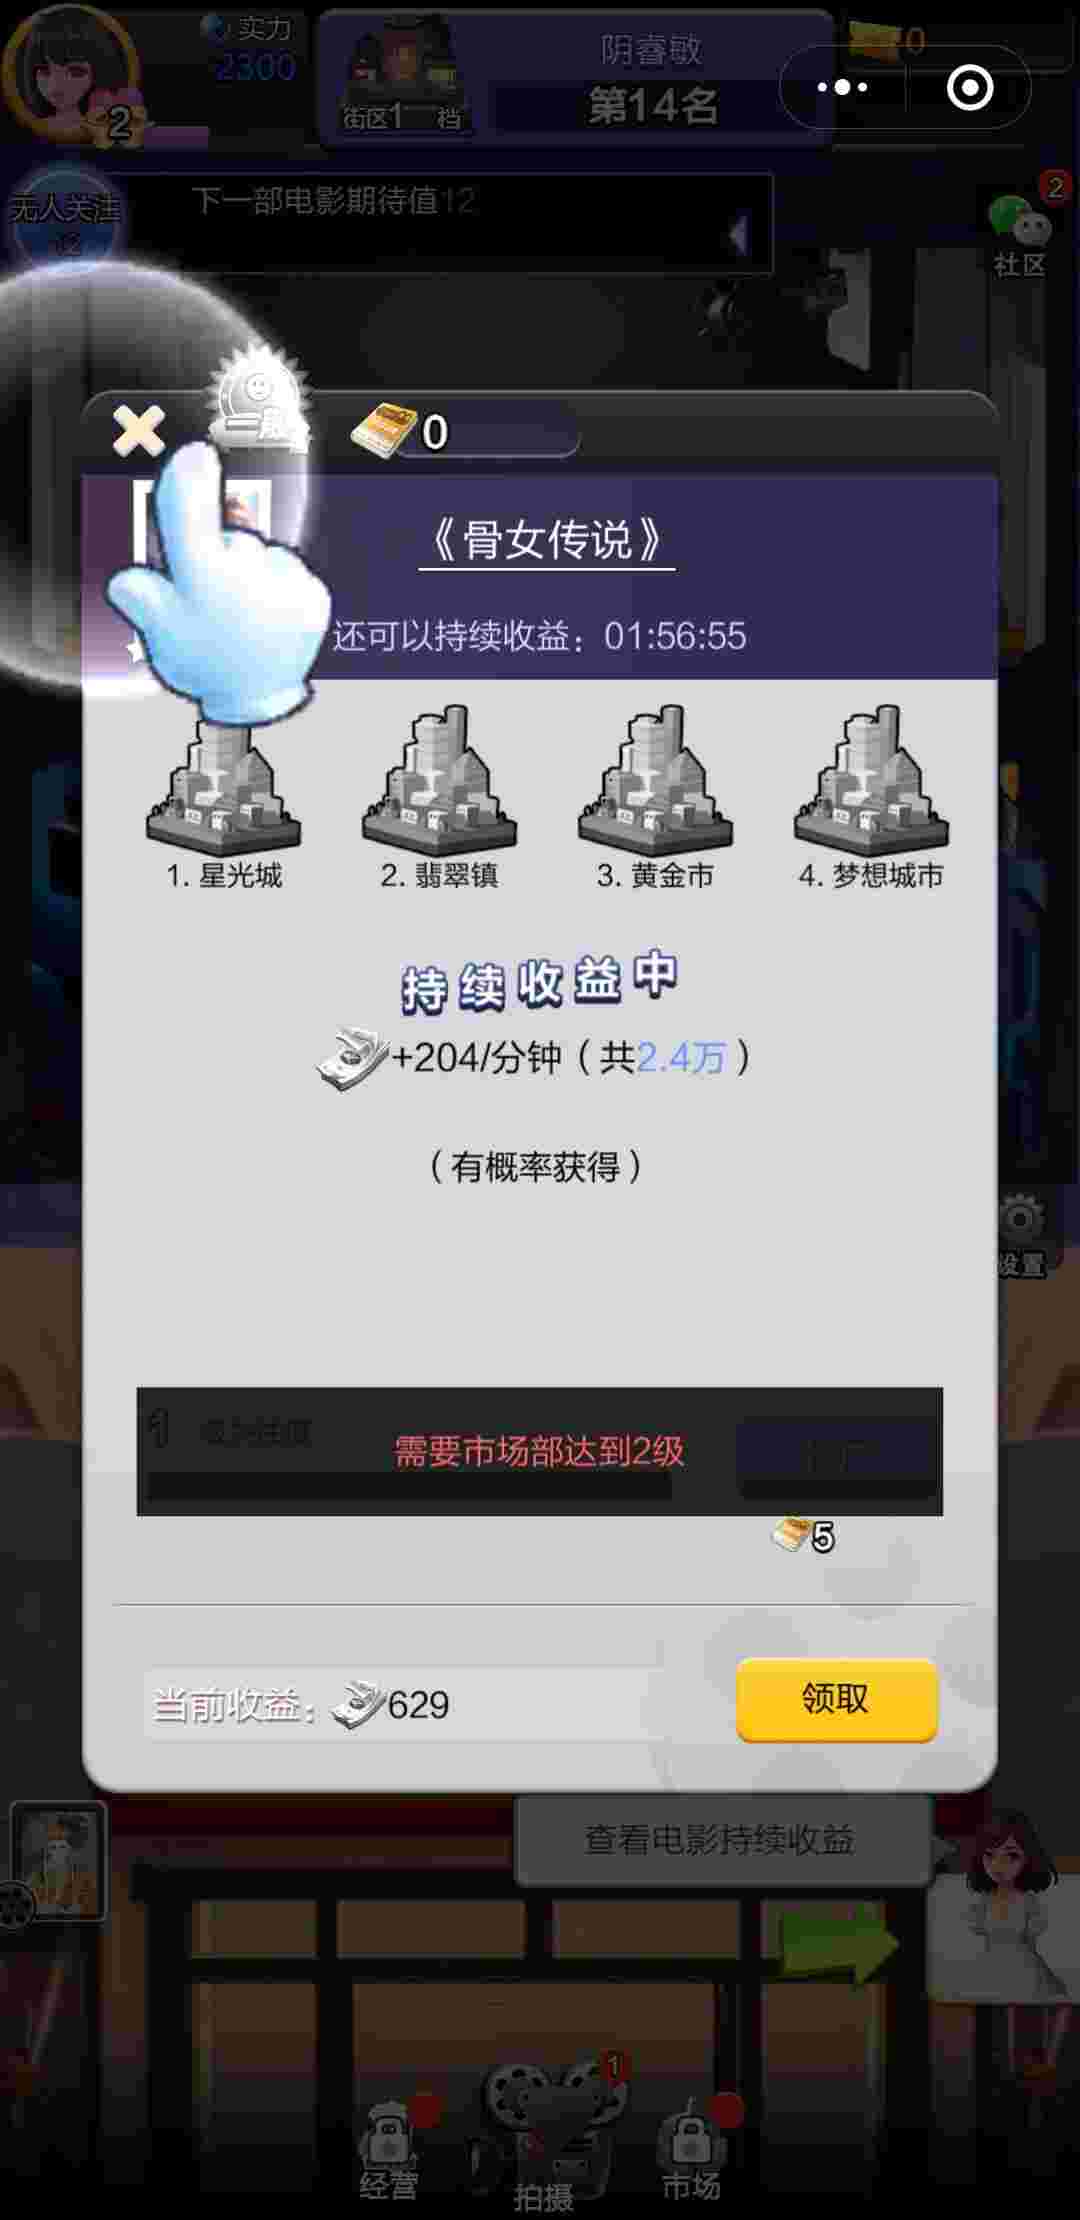 实力
2300
2
街区1一档
阴睿敏
第14名
0
无人关注
12
下一部电影期待值12
2
社区
一般
0
《骨女传说》
还可以持续收益：01:56:55
1. 星光城
2. 翡翠镇
3. 黄金市
4. 梦想城市
持续收益中
+204/分钟（共2.4万）
（有概率获得）
设置
1
需要市场部达到2级
5
当前收益：629
领取
查看电影持续收益
1
经营
拍摄
市场